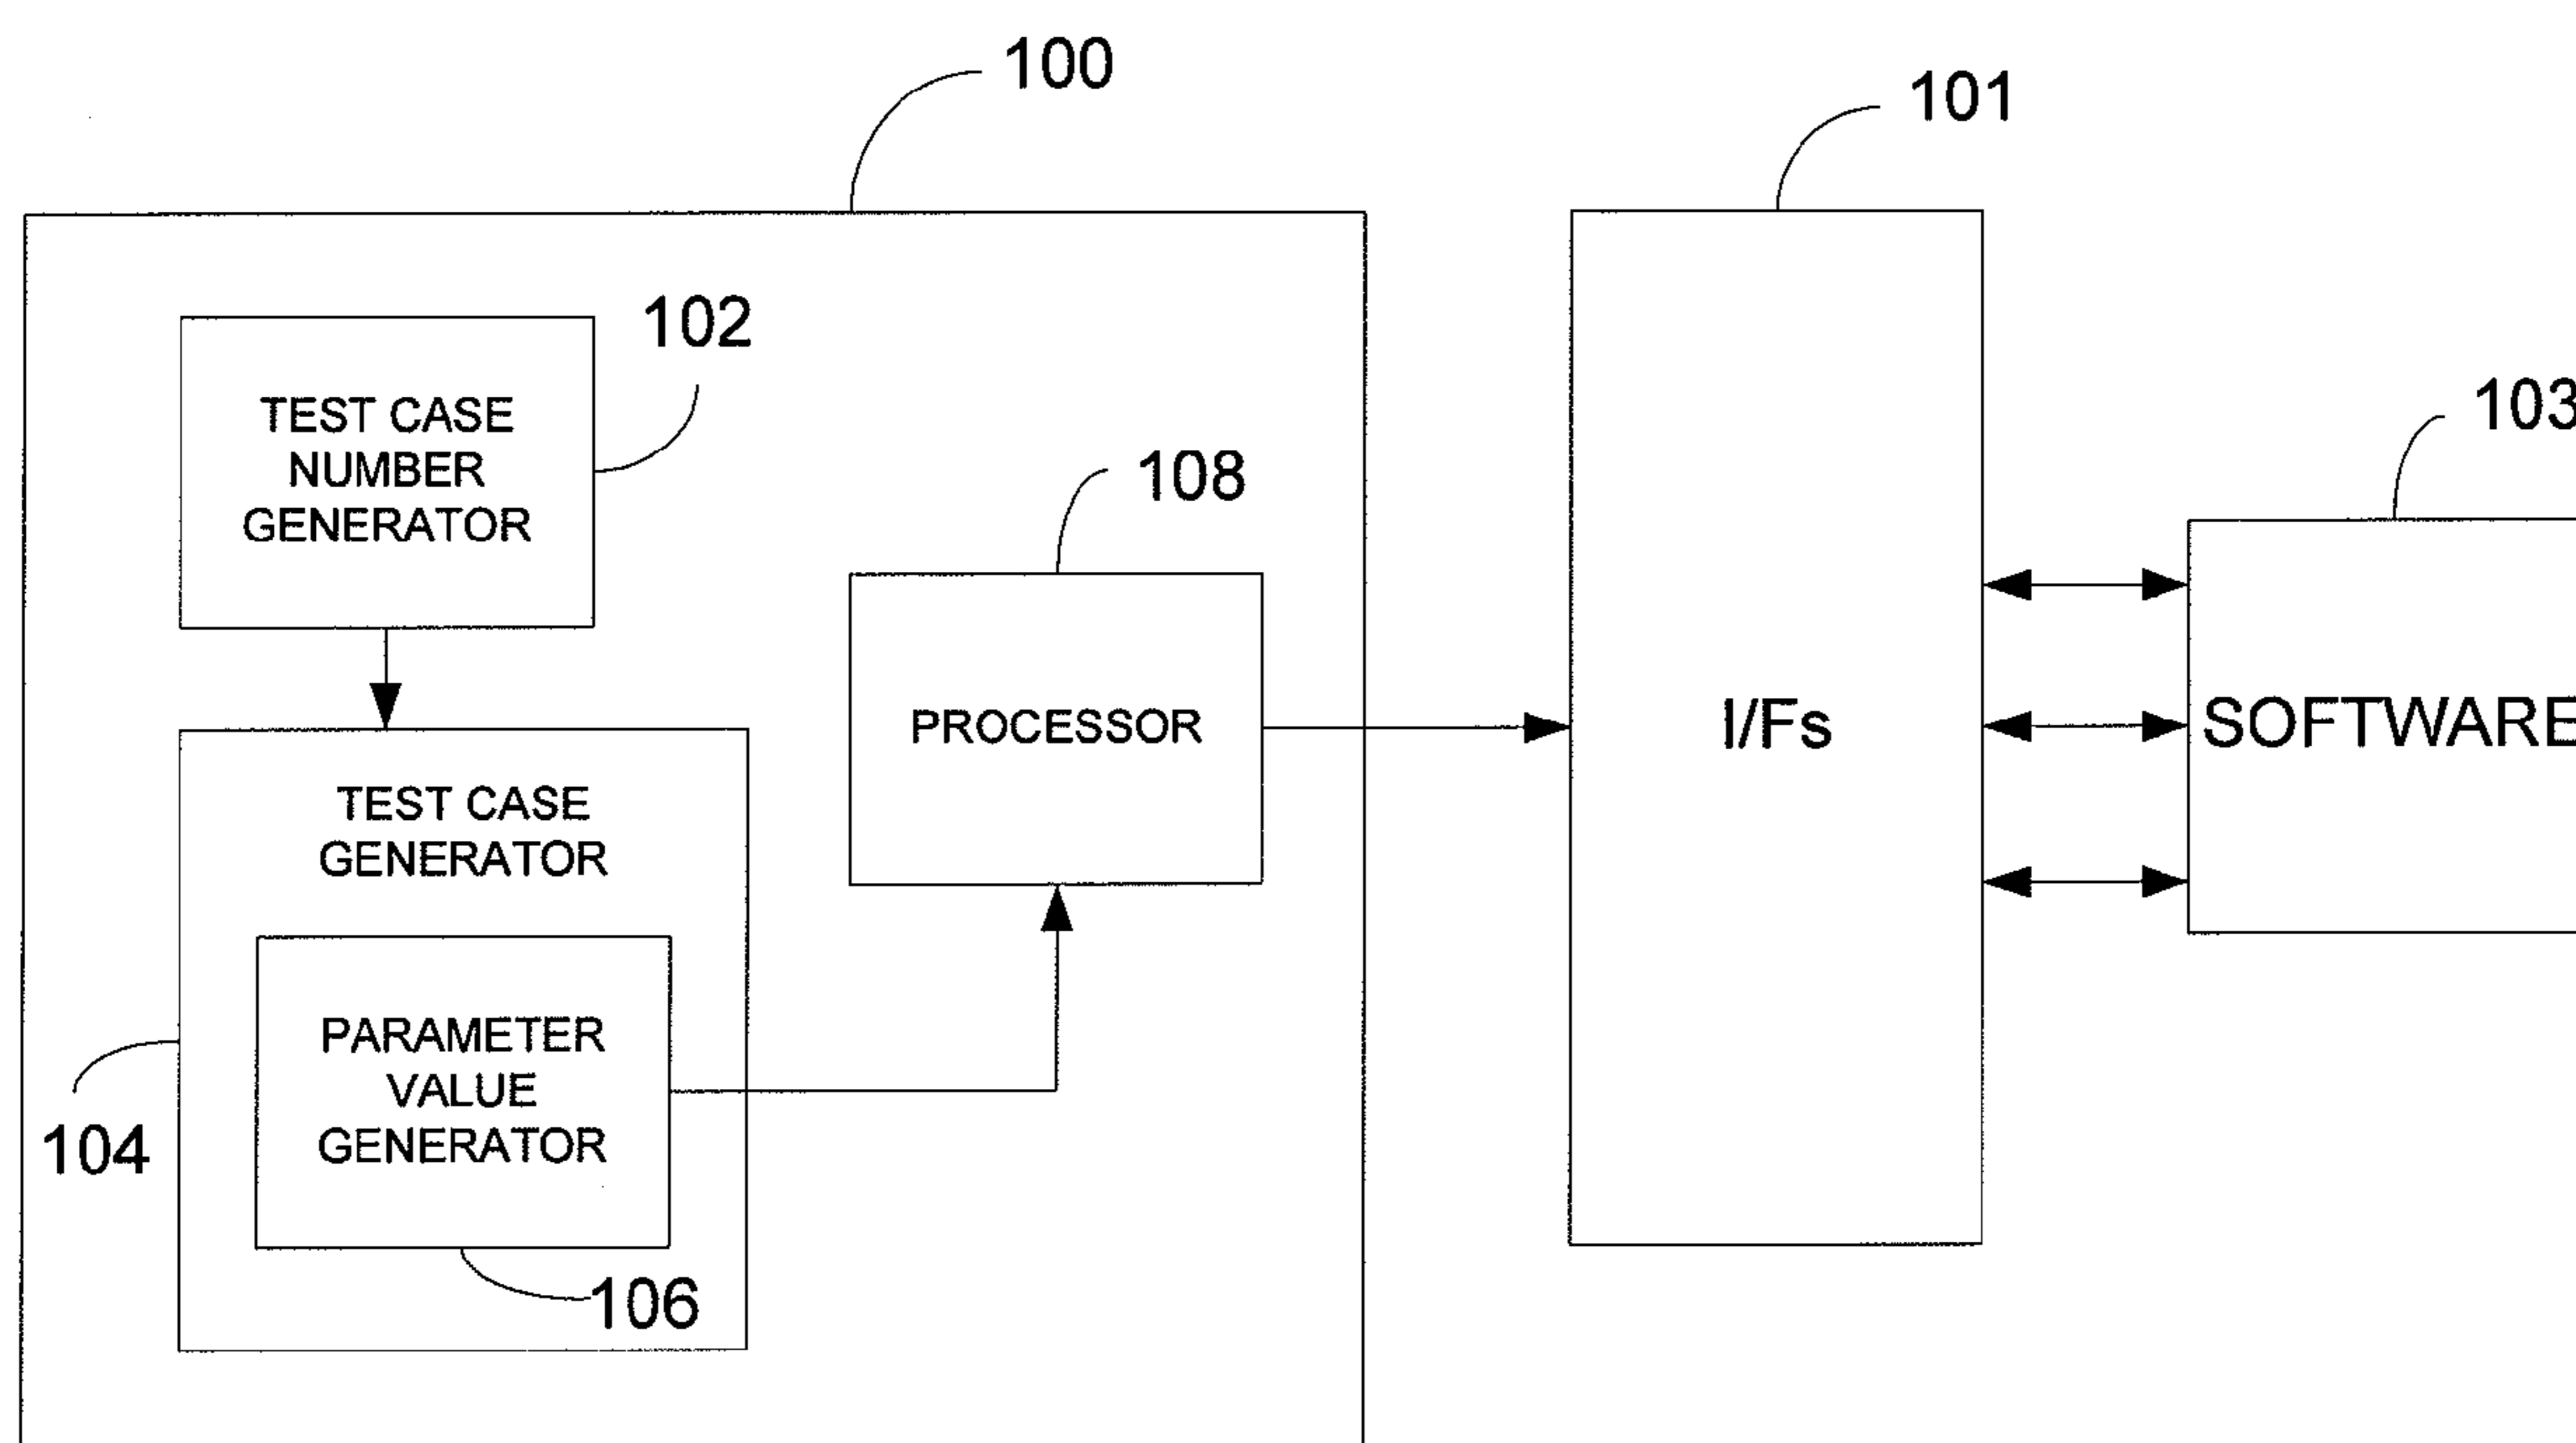 100
101
102
TEST CASE
NUMBER
GENERATOR
103
108
PROCESSOR
I/Fs
SOFTWARE
TEST CASE
GENERATOR
PARAMETER
VALUE
GENERATOR
104
106